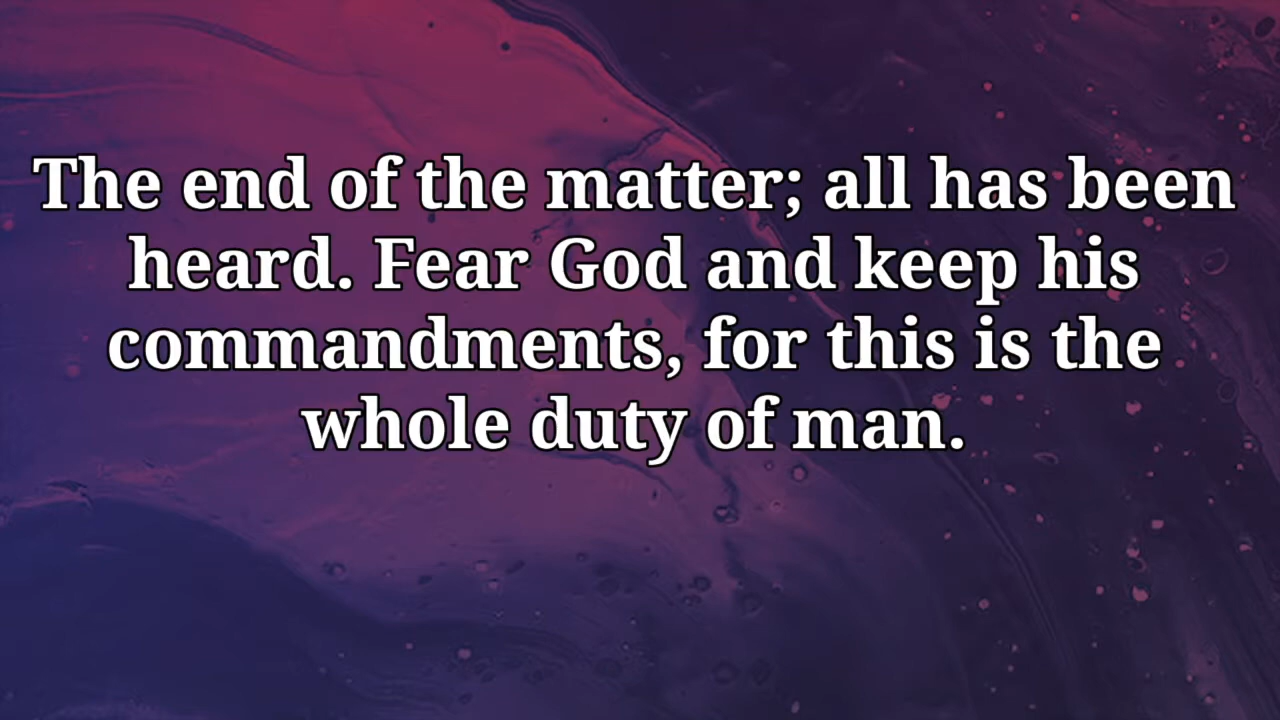 The end of the matter; all has been
heard. Fear God and keep his
commandments, for this is the
whole duty of man.